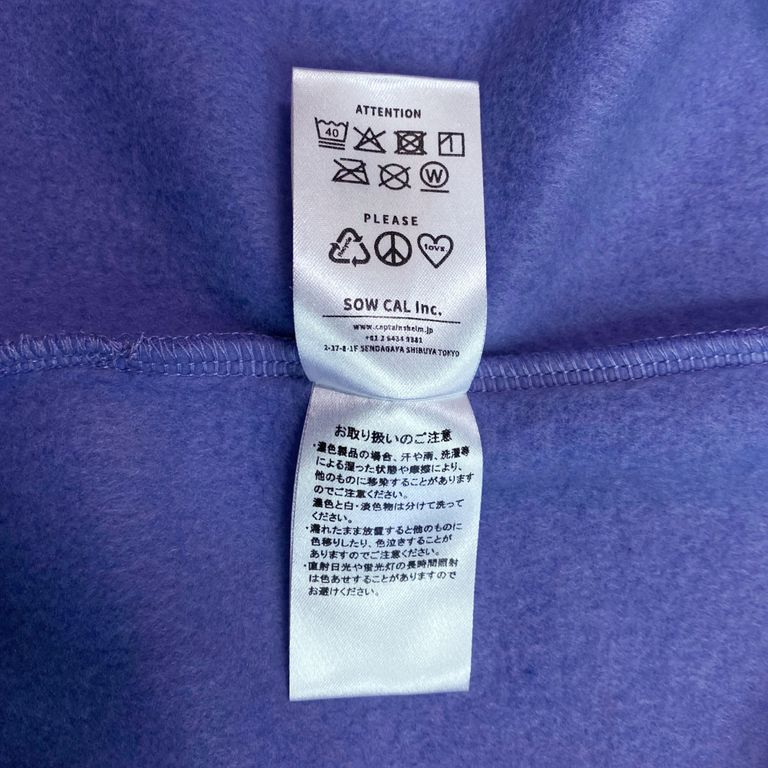 ATTENTION
40
W
PLEASE
love.
SOW CAL Inc.
www.captainshelm.jp
+81 3 6434 9381
2-37-8-1F SENDAGAYA SHIBUYA TOKYO
お取り扱いのご注意
・濃色製品の場合、汗や雨、洗濯等
による湿った状態や摩擦により、
他のものに移染することがあります
のでご注意ください。
濃色と白・淡色物は分けて洗って
ください。
・濡れたまま放置すると他のものに
色移りしたり、色泣きすることが
ありますのでご注意ください。
・直射日光や蛍光灯の長時間照射
は色あせすることがありますので
お避けください。